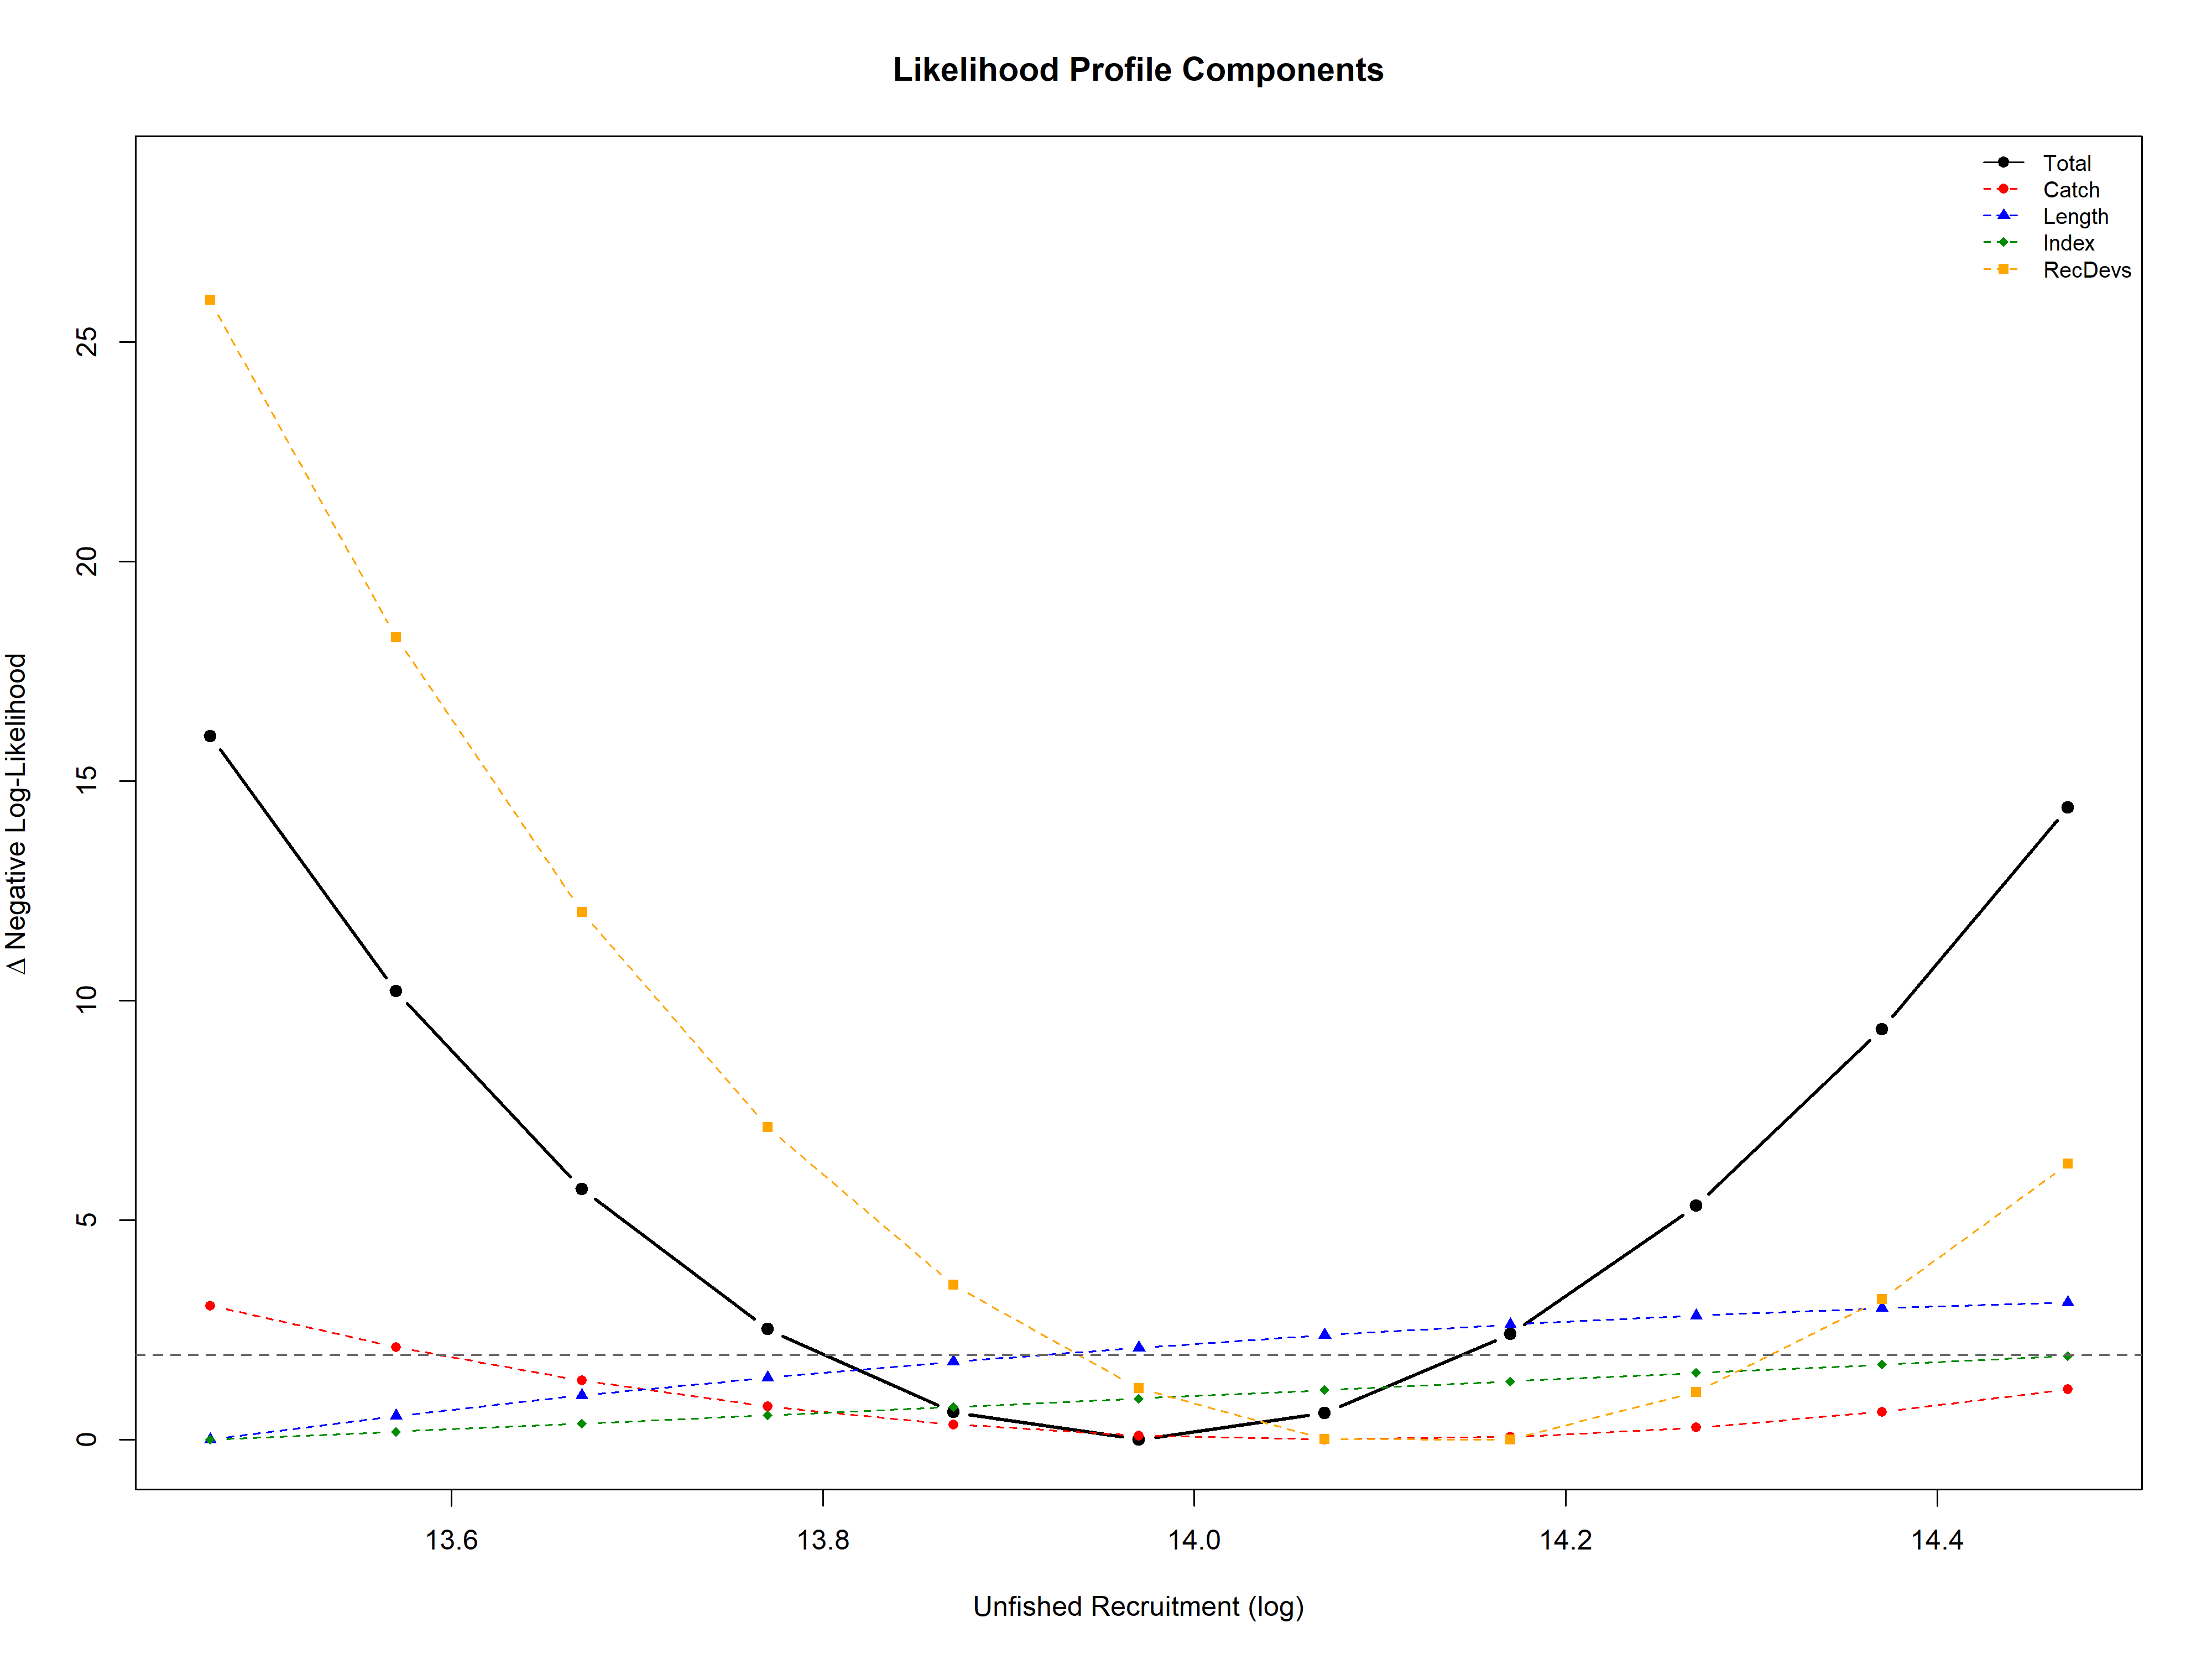 Likelihood Profile Components
Total
Catch
Length
Index
RecDevs
Δ Negative Log-Likelihood
25
20
15
10
5
0
13.6 13.8 14.0 14.2 14.4
Unfished Recruitment (log)